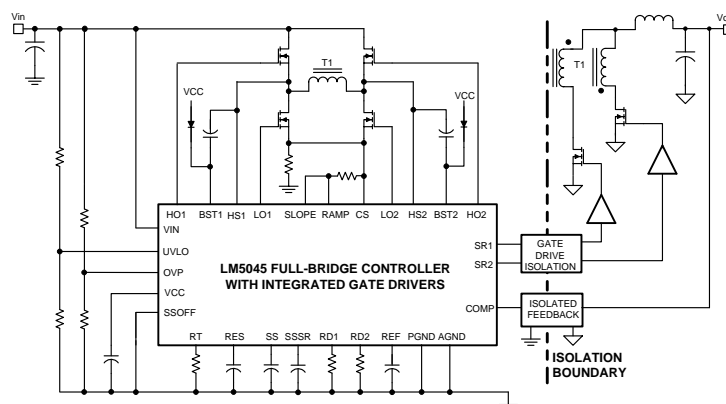 Vin
Vo
T1
T1
VCC
VCC
HO1
BST1
HS1
LO1
SLOPE
RAMP
CS
LO2
HS2
BST2
HO2
VIN
UVLO
OVP
VCC
SSOFF
LM5045 FULL-BRIDGE CONTROLLER
WITH INTEGRATED GATE DRIVERS
SR1
SR2
COMP
GATE
DRIVE
ISOLATION
ISOLATED
FEEDBACK
RT
RES
SS
SSSR
RD1
RD2
REF
PGND
AGND
ISOLATION
BOUNDARY